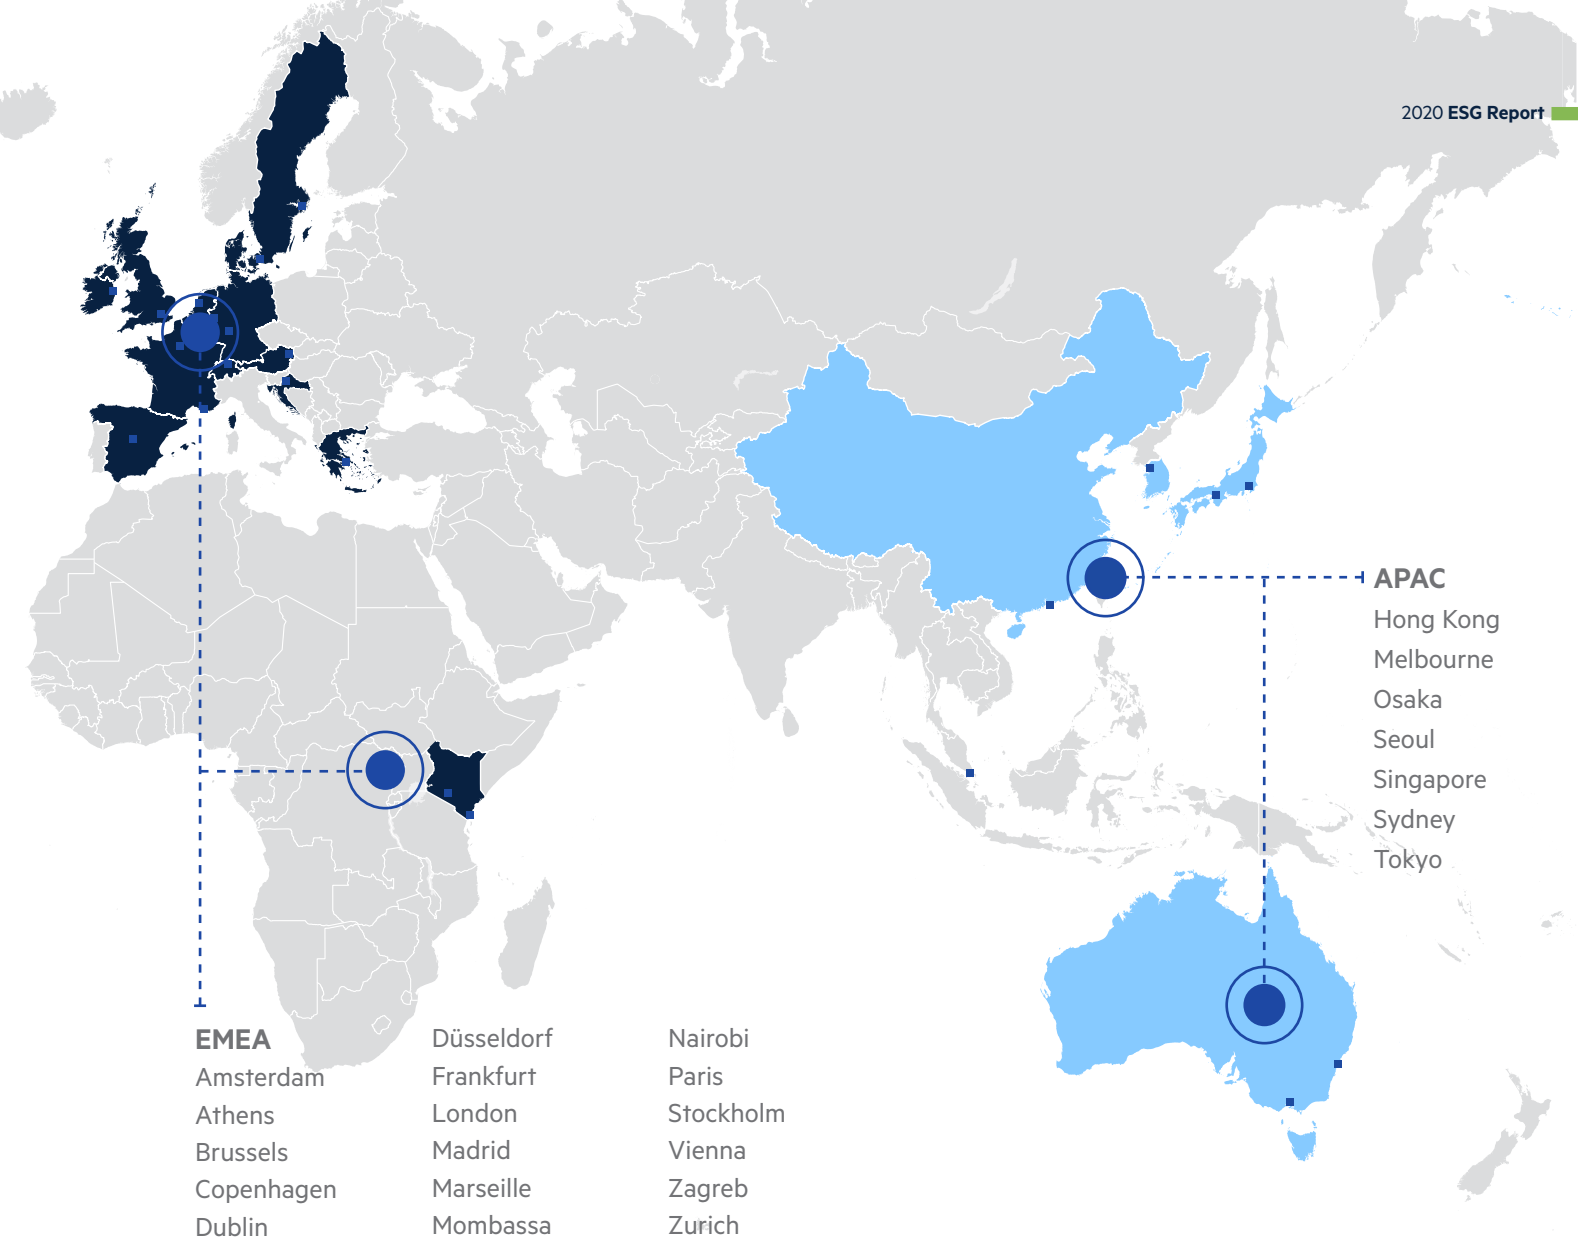 2020 ESG Report
APAC
Hong Kong
Melbourne
Osaka
Seoul
Singapore
Sydney
Tokyo
EMEA
Amsterdam
Athens
Brussels
Copenhagen
Dublin
Düsseldorf
Frankfurt
London
Madrid
Marseille
Mombassa
Nairobi
Paris
Stockholm
Vienna
Zagreb
Zurich